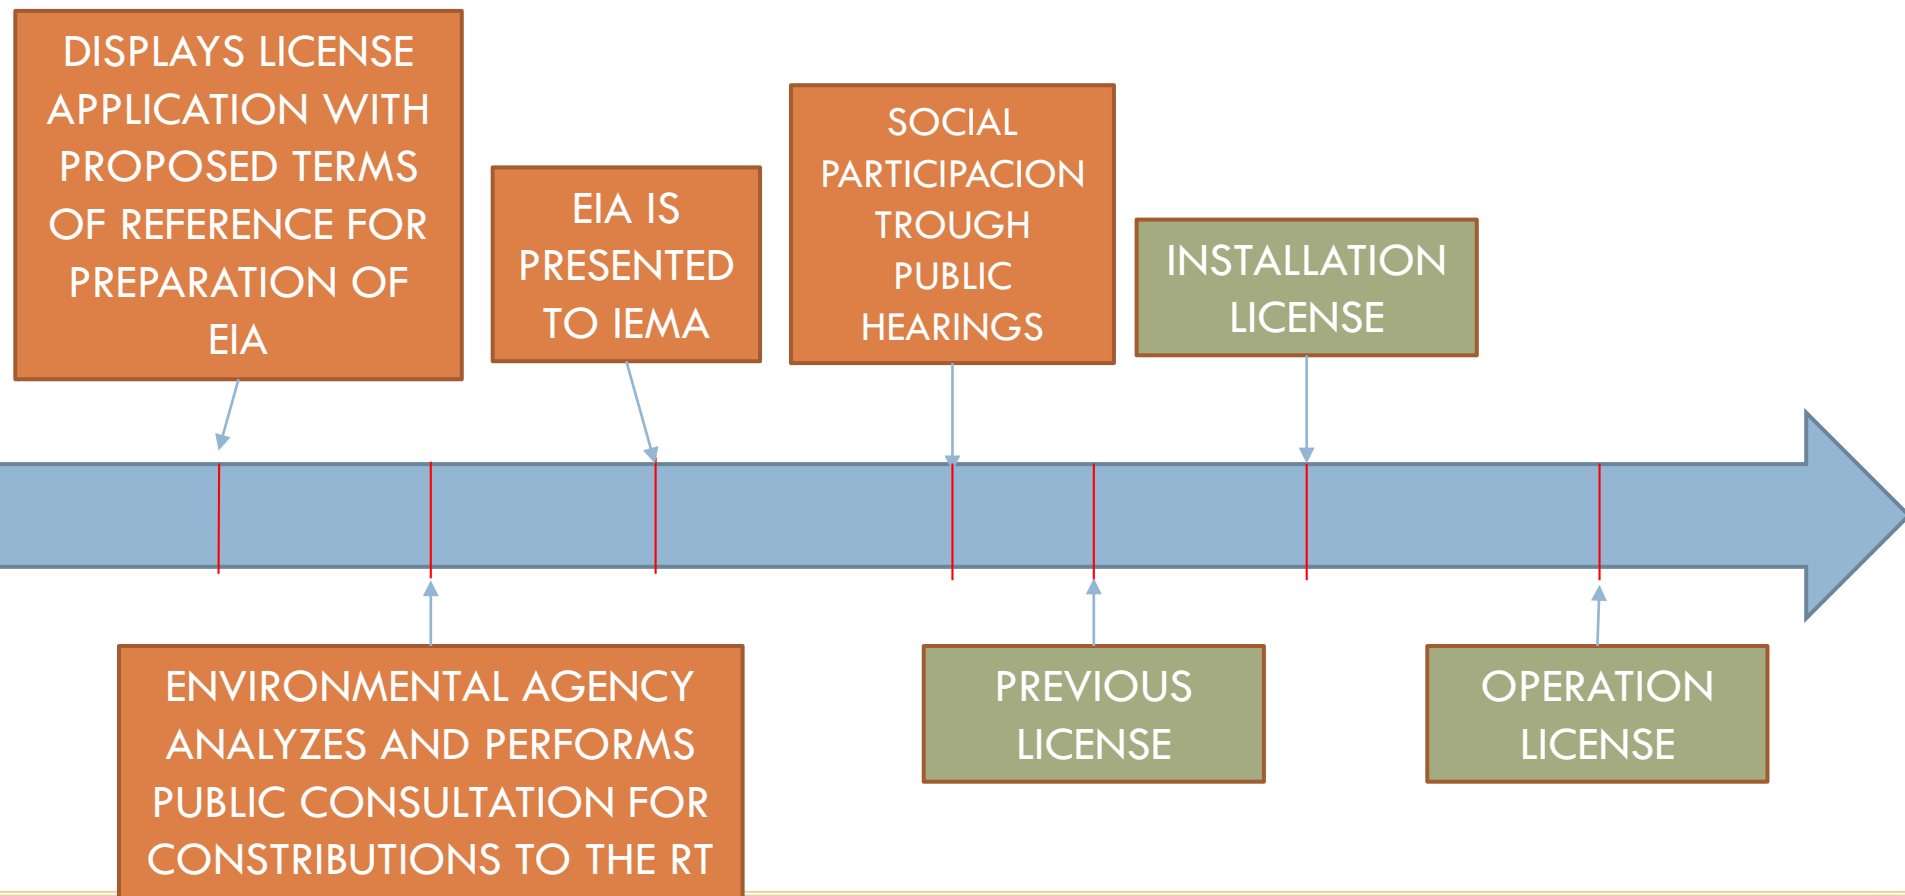 DISPLAYS LICENSE
APPLICATION WITH
PROPOSED TERMS
OF REFERENCE FOR
PREPARATION OF
EIA
EIA IS
PRESENTED
TO IEMA
SOCIAL
PARTICIPACION
TROUGH
PUBLIC
HEARINGS
INSTALLATION
LICENSE
ENVIRONMENTAL AGENCY
ANALYZES AND PERFORMS
PUBLIC CONSULTATION FOR
CONSTRIBUTIONS TO THE RT
PREVIOUS
LICENSE
OPERATION
LICENSE